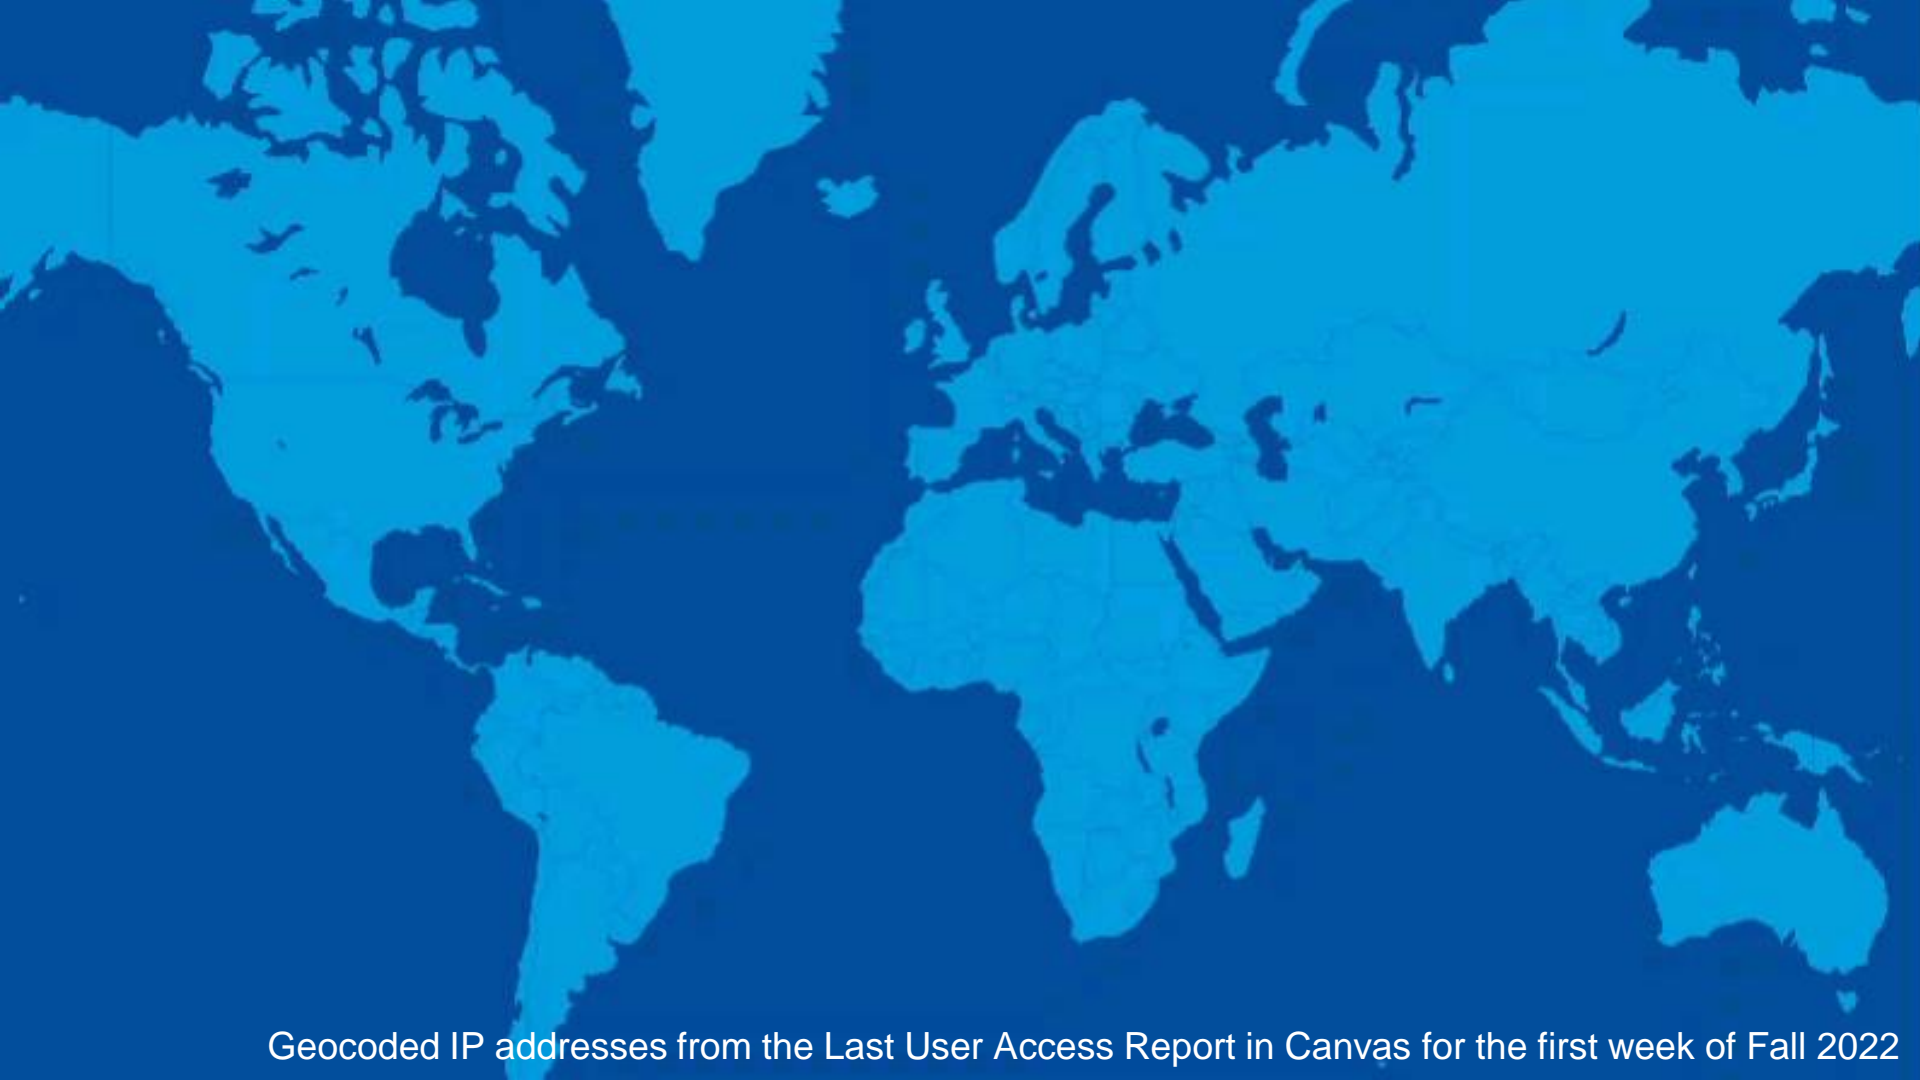 Geocoded IP addresses from the Last User Access Report in Canvas for the first week of Fall 2022